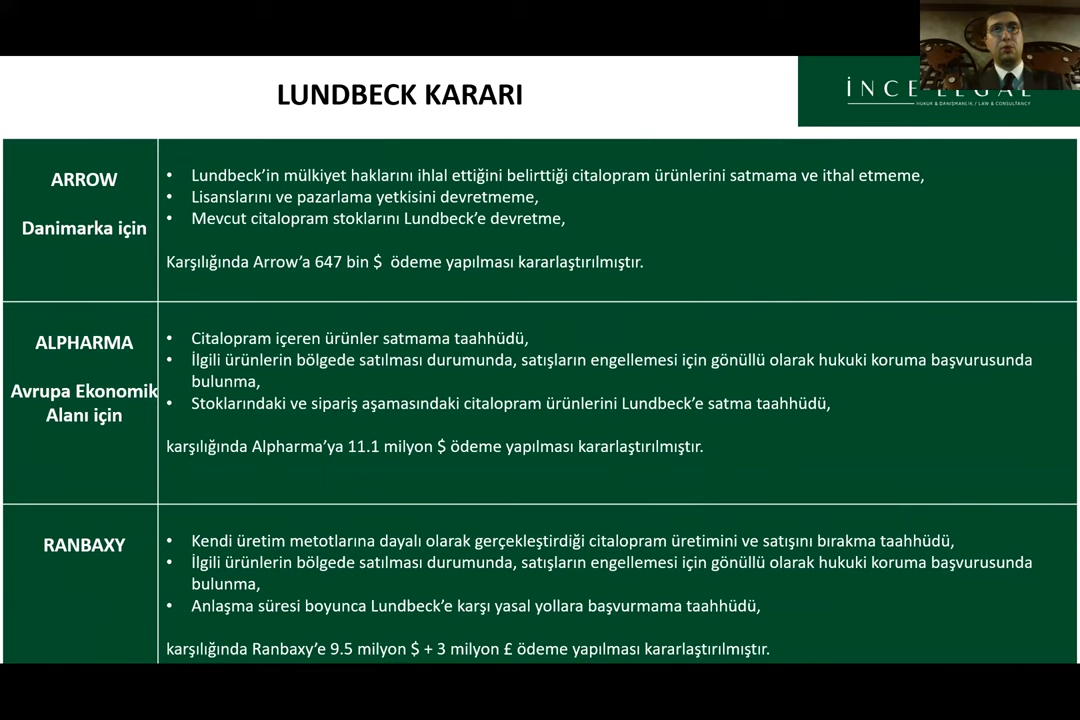 LUNDBECK KARARI
İNCE LEGAL
HUKUK & DANIŞMANLIK / LAW & CONSULTANCY
ARROW
Danimarka için
• Lundbeck’in mülkiyet haklarını ihlal ettiğini belirttiği citalopram ürünlerini satmama ve ithal etmeme,
• Lisanslarını ve pazarlama yetkisini devretmeme,
• Mevcut citalopram stoklarını Lundbeck’e devretme,
Karşılığında Arrow’a 647 bin $ ödeme yapılması kararlaştırılmıştır.
ALPHARMA
Avrupa Ekonomik
Alanı için
• Citalopram içeren ürünler satmama taahhüdü,
• İlgili ürünlerin bölgede satılması durumunda, satışların engellemesi için gönüllü olarak hukuki koruma başvurusunda
bulunma,
• Stoklarındaki ve sipariş aşamasındaki citalopram ürünlerini Lundbeck’e satma taahhüdü,
karşılığında Alpharma’ya 11.1 milyon $ ödeme yapılması kararlaştırılmıştır.
RANBAXY
• Kendi üretim metotlarına dayalı olarak gerçekleştirdiği citalopram üretimini ve satışını bırakma taahhüdü,
• İlgili ürünlerin bölgede satılması durumunda, satışların engellemesi için gönüllü olarak hukuki koruma başvurusunda
bulunma,
• Anlaşma süresi boyunca Lundbeck’e karşı yasal yollara başvurmama taahhüdü,
karşılığında Ranbaxy’e 9.5 milyon $ + 3 milyon £ ödeme yapılması kararlaştırılmıştır.